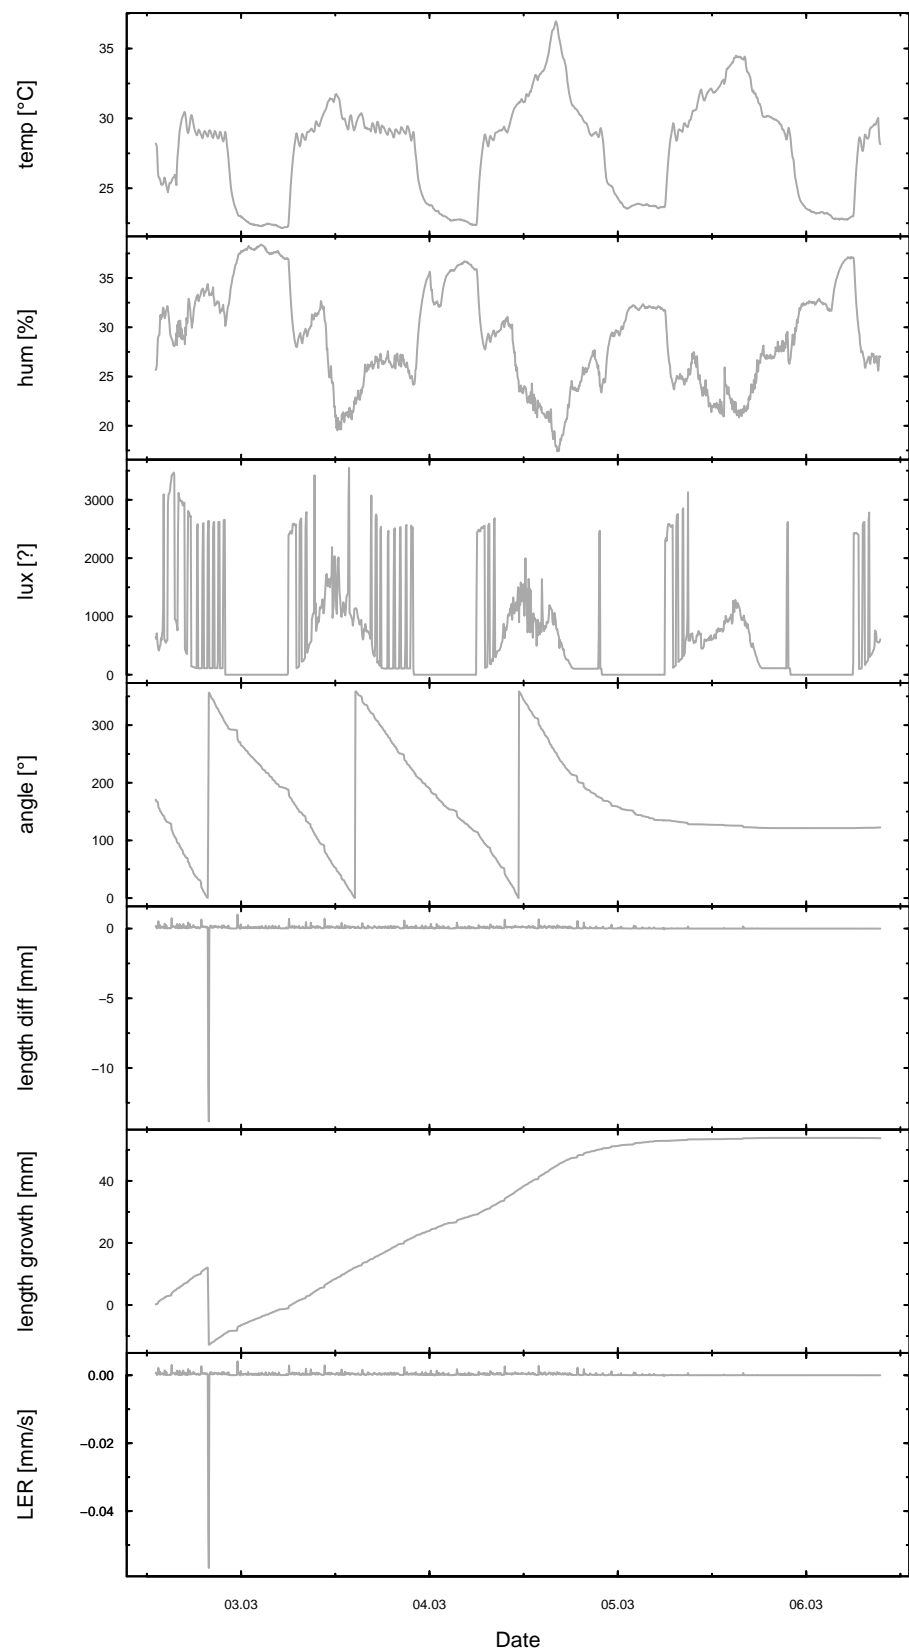 35
30
25
temp [°C]
35
30
25
20
hum [%]
3000
2000
1000
0
lux [?]
300
200
100
0
angle [°]
0
−5
−10
length diff [mm]
40
20
0
length growth [mm]
0.00
−0.02
−0.04
LER [mm/s]
03.03 04.03 05.03 06.03
Date